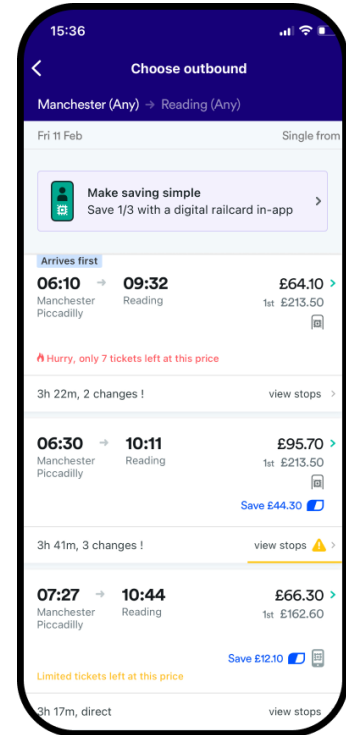 15:36
Choose outbound
Manchester (Any) → Reading (Any)
Fri 11 Feb Single from
Make saving simple
Save 1/3 with a digital railcard in-app
Arrives first
06:10 → 09:32 £64.10
Manchester Piccadilly Reading 1st £213.50
Hurry, only 7 tickets left at this price
3h 22m, 2 changes ! view stops
06:30 → 10:11 £95.70
Manchester Piccadilly Reading 1st £213.50
Save £44.30
3h 41m, 3 changes ! view stops
07:27 → 10:44 £66.30
Manchester Piccadilly Reading 1st £162.60
Save £12.10
Limited tickets left at this price
3h 17m, direct view stops